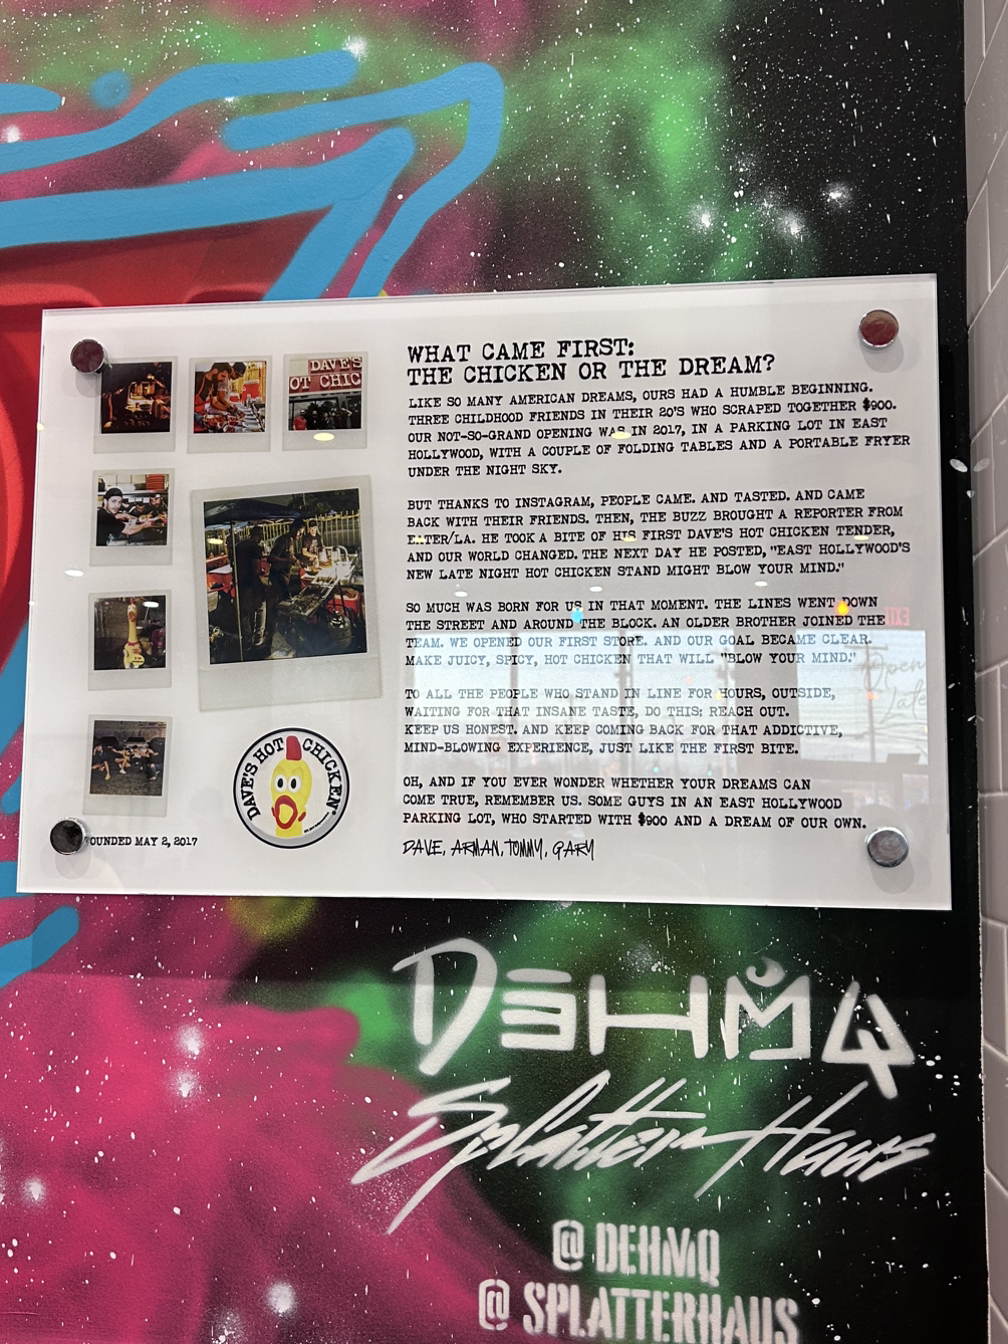 DAVE'S
OT CHIC
WHAT CAME FIRST:
THE CHICKEN OR THE DREAM?
LIKE SO MANY AMERICAN DREAMS, OURS HAD A HUMBLE BEGINNING.
THREE CHILDHOOD FRIENDS IN THEIR 20'S WHO SCRAPED TOGETHER $900.
OUR NOT-SO-GRAND OPENING WAS IN 2017, IN A PARKING LOT IN EAST
HOLLYWOOD, WITH A COUPLE OF FOLDING TABLES AND A PORTABLE FRYER
UNDER THE NIGHT SKY.
BUT THANKS TO INSTAGRAM, PEOPLE CAME. AND TASTED. AND CAME
BACK WITH THEIR FRIENDS. THEN, THE BUZZ BROUGHT A REPORTER FROM
EATER/LA. HE TOOK A BITE OF HIS FIRST DAVE'S HOT CHICKEN TENDER,
AND OUR WORLD CHANGED. THE NEXT DAY HE POSTED, "EAST HOLLYWOOD'S
NEW LATE NIGHT HOT CHICKEN STAND MIGHT BLOW YOUR MIND."
SO MUCH WAS BORN FOR US IN THAT MOMENT. THE LINES WENT DOWN
THE STREET AND AROUND THE BLOCK. AN OLDER BROTHER JOINED THE
TEAM. WE OPENED OUR FIRST STORE. AND OUR GOAL BECAME CLEAR.
MAKE JUICY, SPICY, HOT CHICKEN THAT WILL "BLOW YOUR MIND."
TO ALL THE PEOPLE WHO STAND IN LINE FOR HOURS, OUTSIDE,
WAITING FOR THAT INSANE TASTE, DO THIS: REACH OUT.
KEEP US HONEST. AND KEEP COMING BACK FOR THAT ADDICTIVE,
MIND-BLOWING EXPERIENCE, JUST LIKE THE FIRST BITE.
OH, AND IF YOU EVER WONDER WHETHER YOUR DREAMS CAN
COME TRUE, REMEMBER US. SOME GUYS IN AN EAST HOLLYWOOD
PARKING LOT, WHO STARTED WITH $900 AND A DREAM OF OUR OWN.
DAVE, ARMAN, TOMMY, GARY
DAVE'S HOT CHICKEN
FOUNDED MAY 2, 2017
DEHMQ
Splatter Haus
@ DEHMQ
@ SPLATTERHAUS